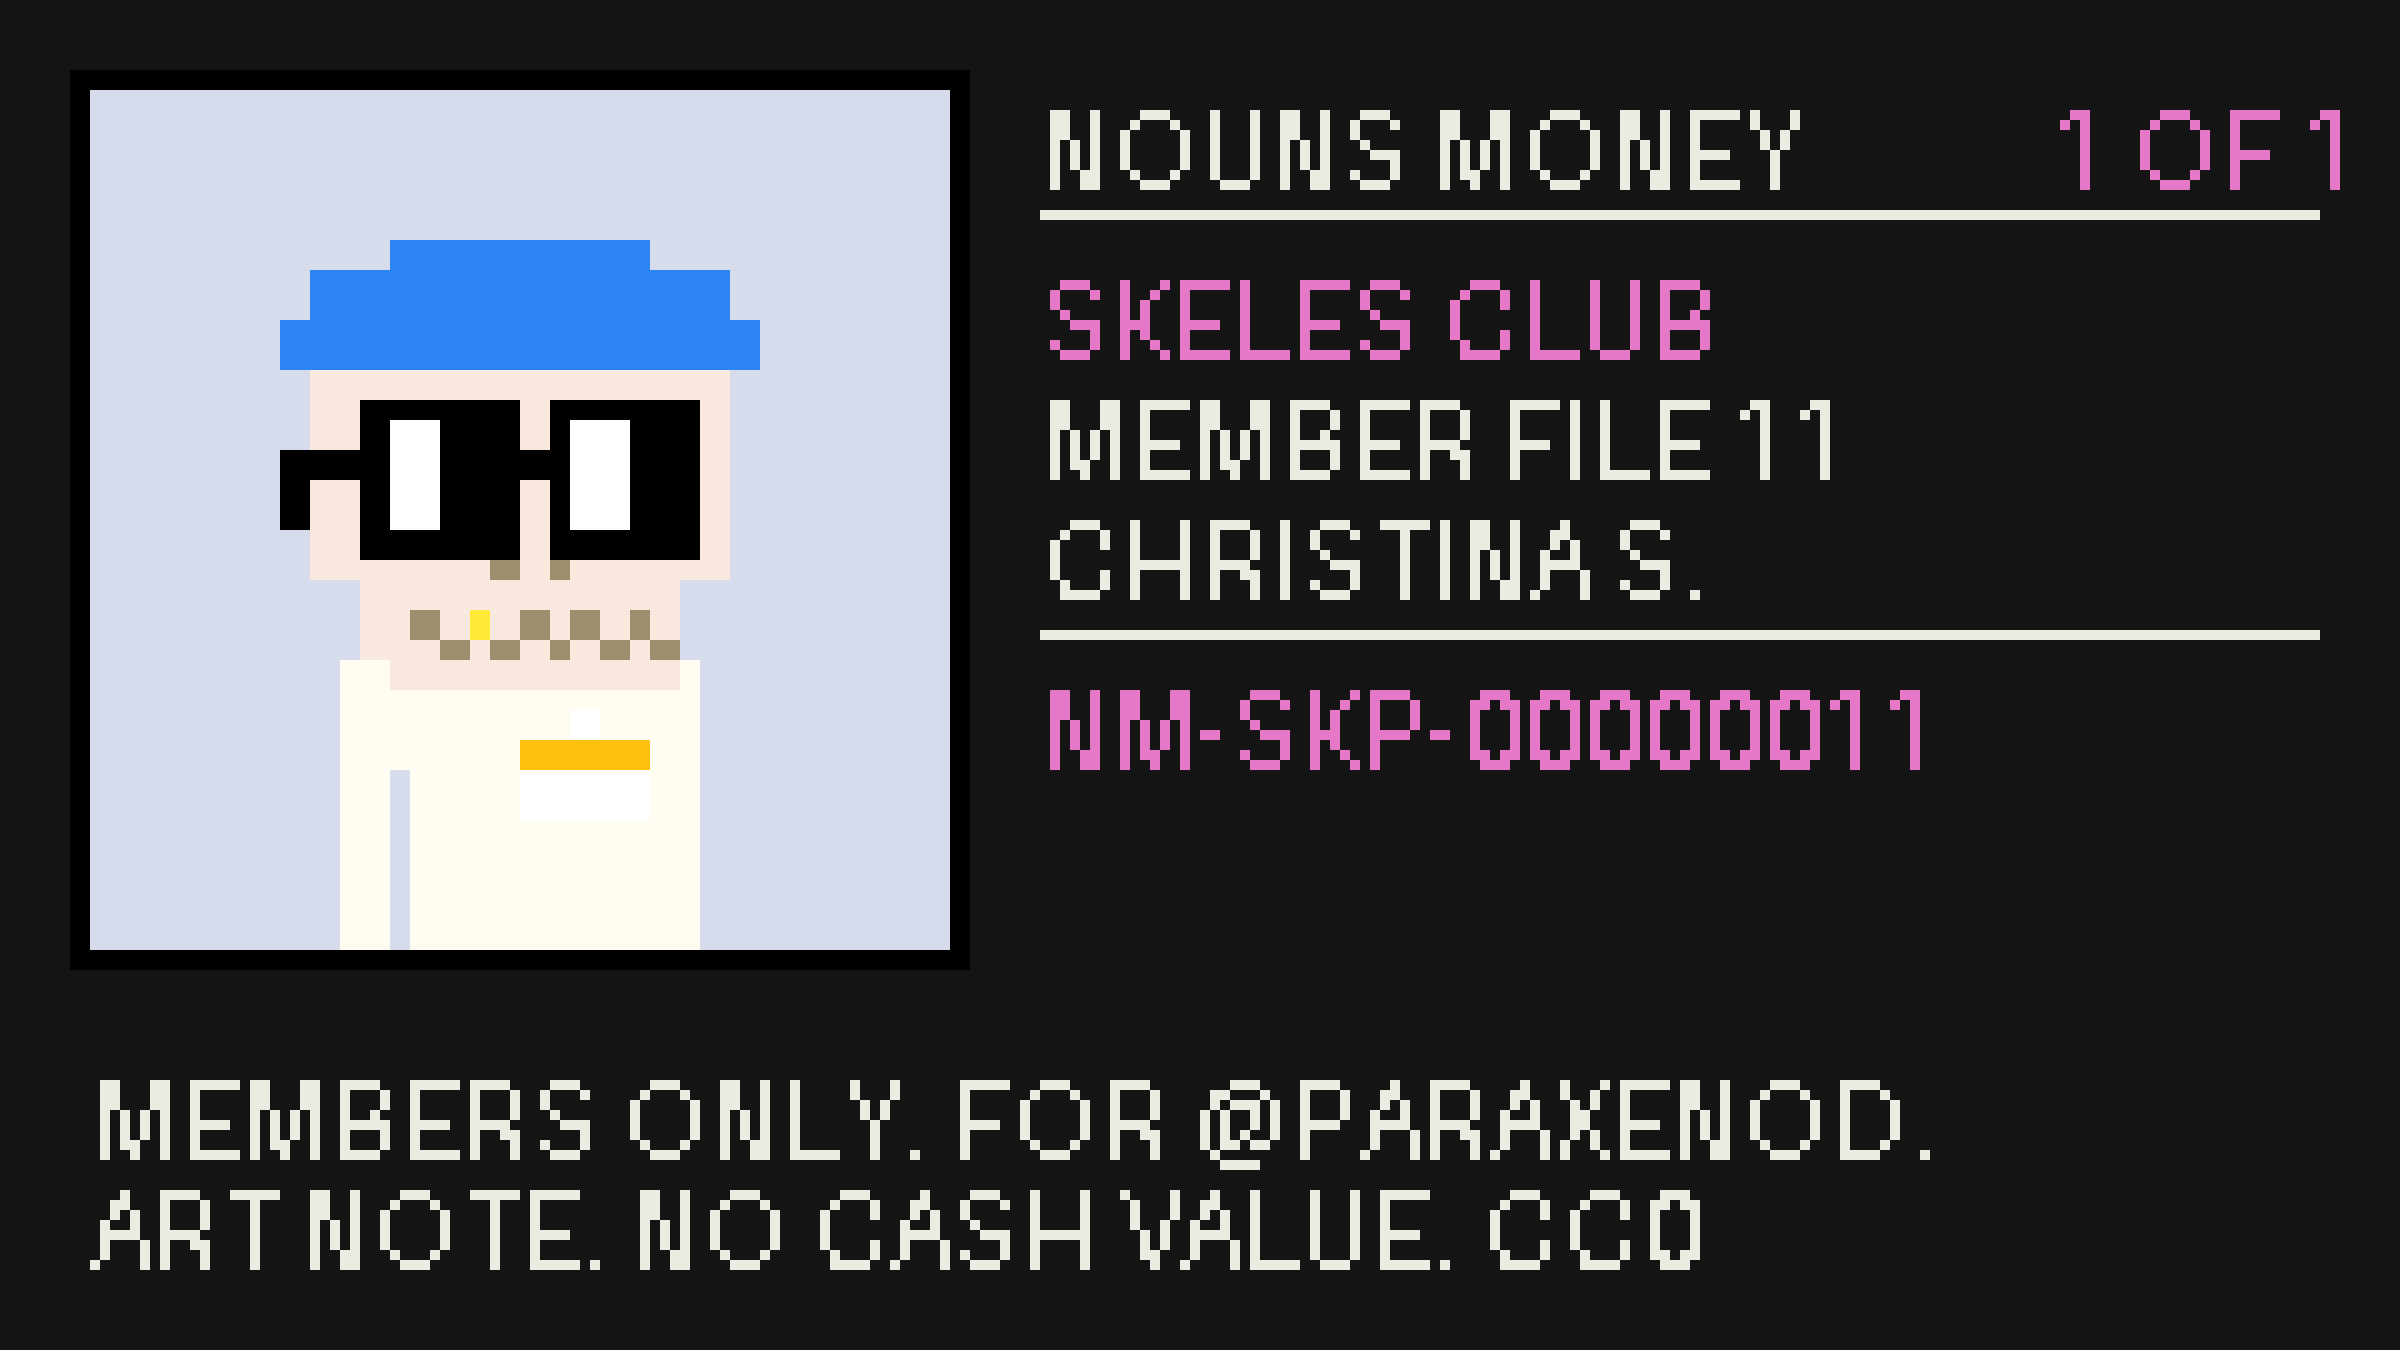 NOUNS MONEY 1 OF 1
SKELES CLUB
MEMBER FILE 11
CHRISTINA S.
NM-SKP-00000011
MEMBERS ONLY. FOR @PARAXENOD.
ART NOTE. NO CASH VALUE. CC0